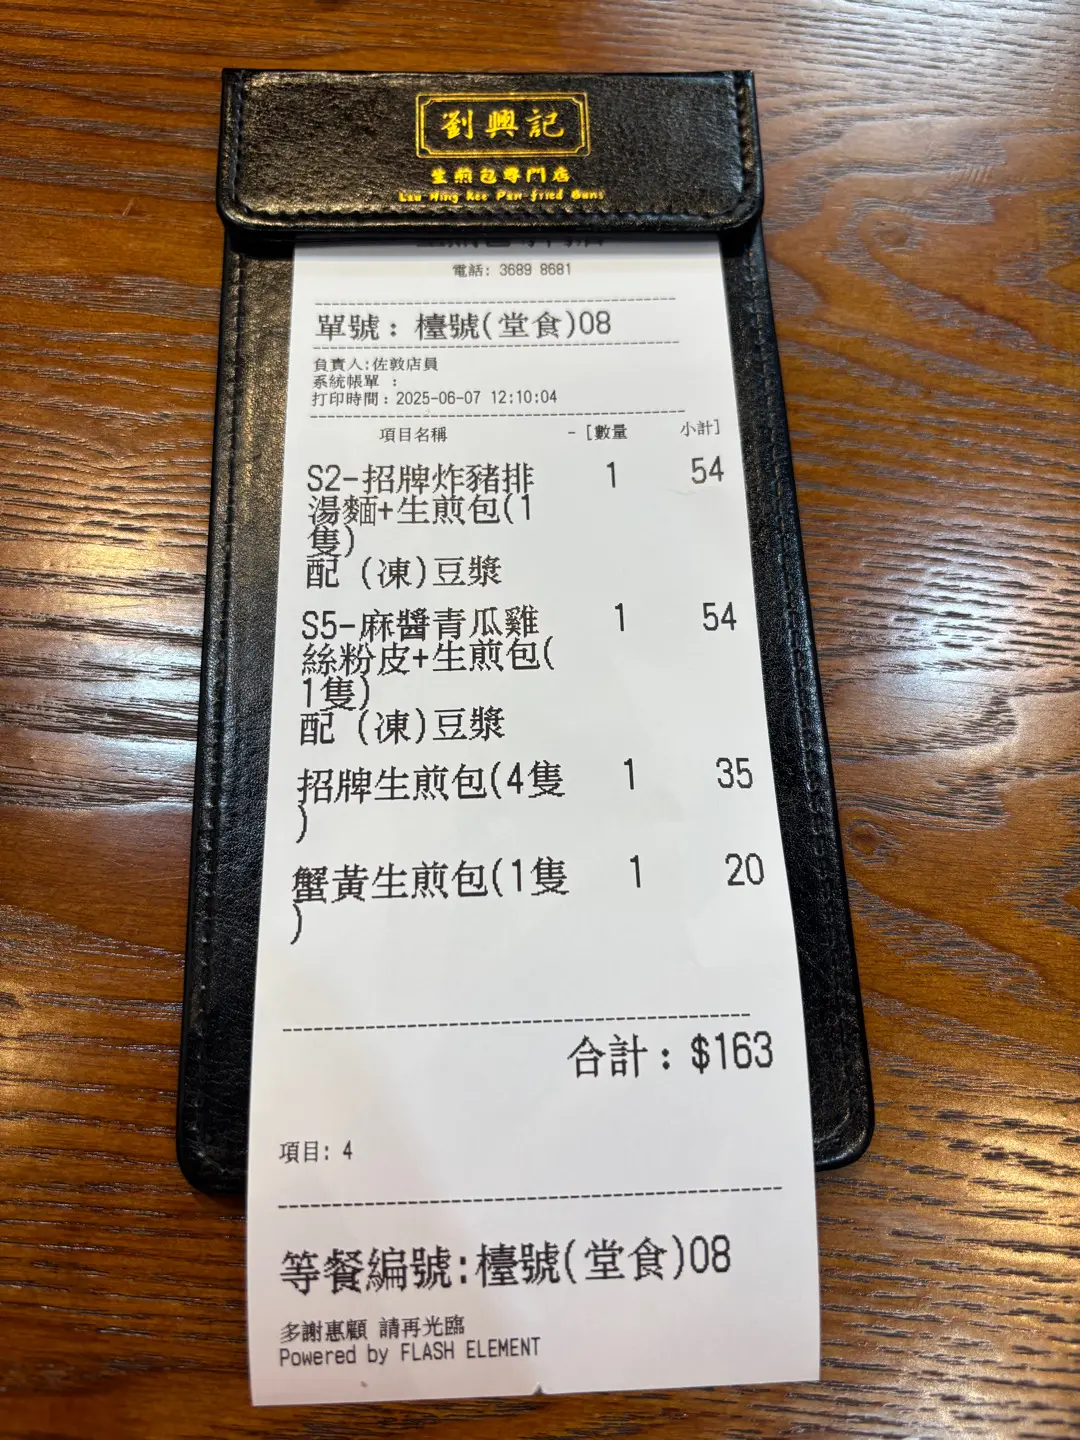 劉興記
生煎包專門店
Lau Hing Kee Pan-fried Buns
電話: 3689 8681
單號：檯號(堂食)08
負責人:佐敦店員
系統帳單 :
打印時間：2025-06-07 12:10:04
項目名稱 - [數量 小計]
S2-招牌炸豬排 1 54
湯麵+生煎包(1
隻)
配 (凍)豆漿
S5-麻醬青瓜雞 1 54
絲粉皮+生煎包(
1隻)
配 (凍)豆漿
招牌生煎包(4隻 1 35
)
蟹黃生煎包(1隻 1 20
)
合計：$163
項目: 4
等餐編號:檯號(堂食)08
多謝惠顧 請再光臨
Powered by FLASH ELEMENT